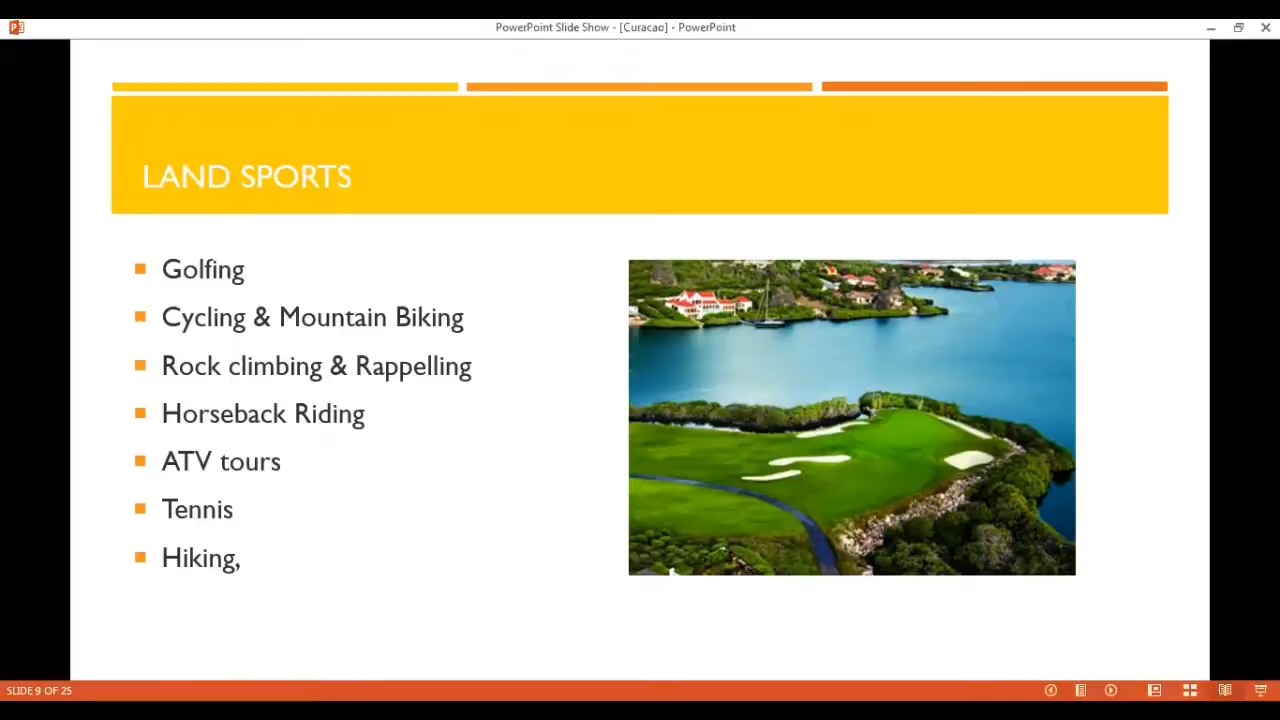 PowerPoint Slide Show - [Curacao] - PowerPoint
LAND SPORTS
Golfing
Cycling & Mountain Biking
Rock climbing & Rappelling
Horseback Riding
ATV tours
Tennis
Hiking,
SLIDE 9 OF 25